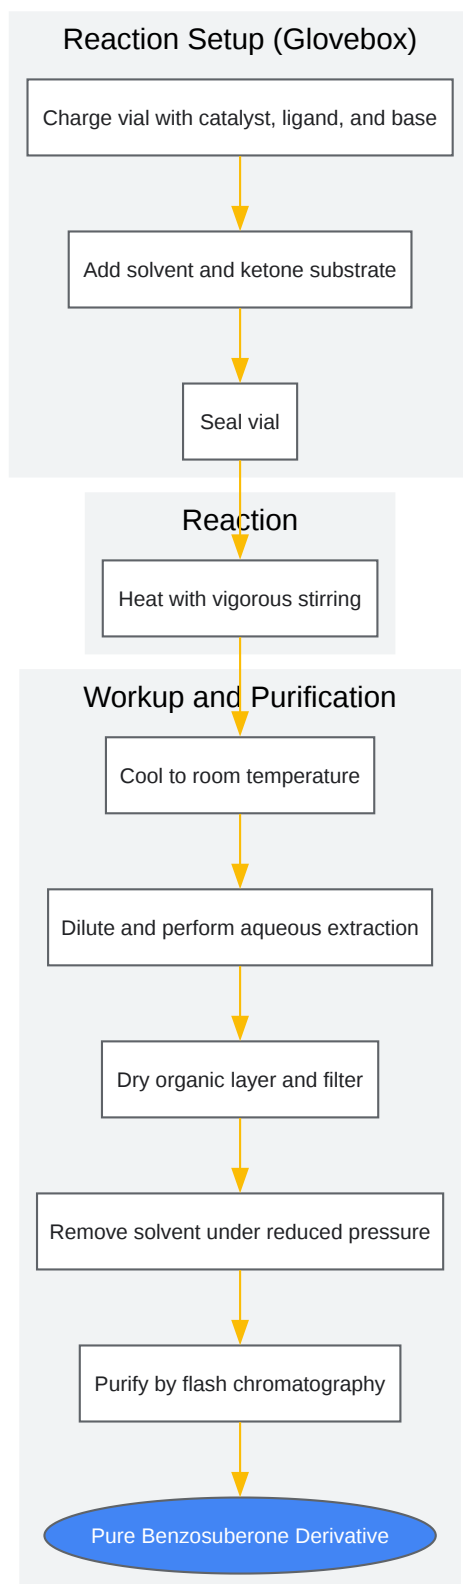 Reaction Setup (Glovebox)
Charge vial with catalyst, ligand, and base
Add solvent and ketone substrate
Seal vial
Reaction
Heat with vigorous stirring
Workup and Purification
Cool to room temperature
Dilute and perform aqueous extraction
Dry organic layer and filter
Remove solvent under reduced pressure
Purify by flash chromatography
Pure Benzosuberone Derivative